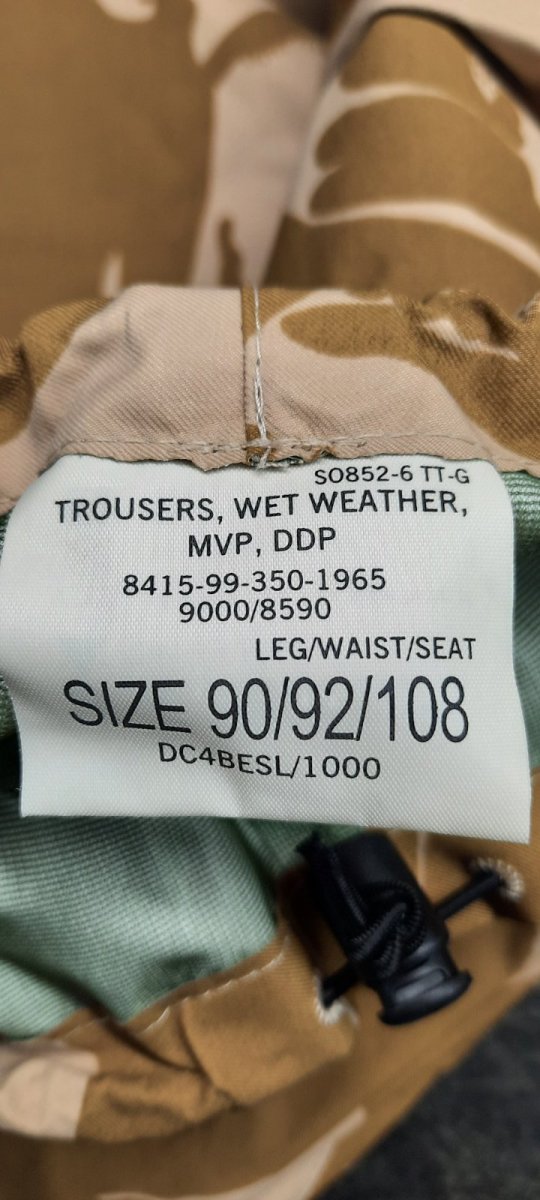 SO852-6 TT-G
TROUSERS, WET WEATHER,
MVP, DDP
8415-99-350-1965
9000/8590
LEG/WAIST/SEAT
SIZE 90/92/108
DC4BESL/1000